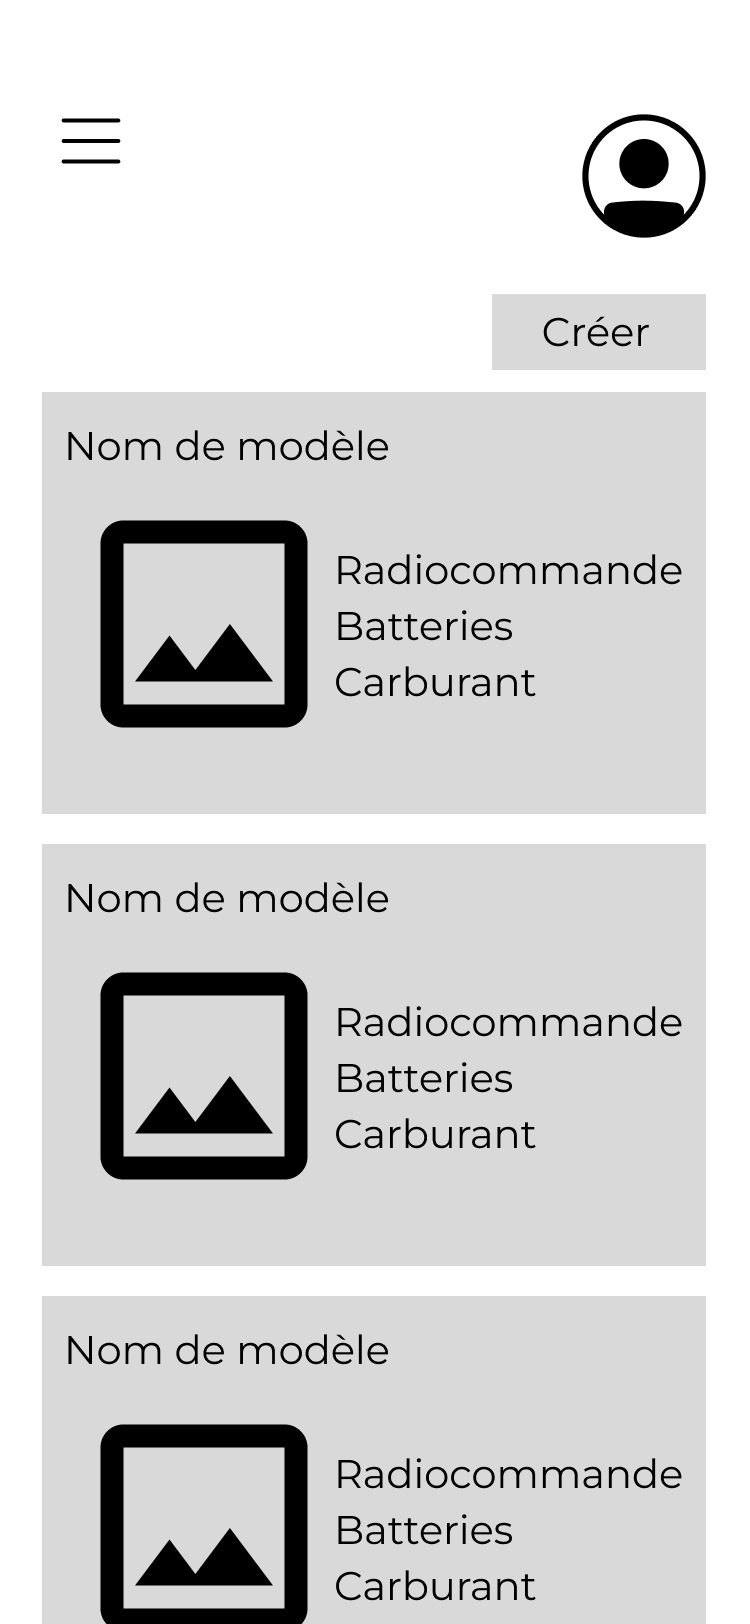 Créer
Nom de modèle
Radiocommande
Batteries
Carburant
Nom de modèle
Radiocommande
Batteries
Carburant
Nom de modèle
Radiocommande
Batteries
Carburant